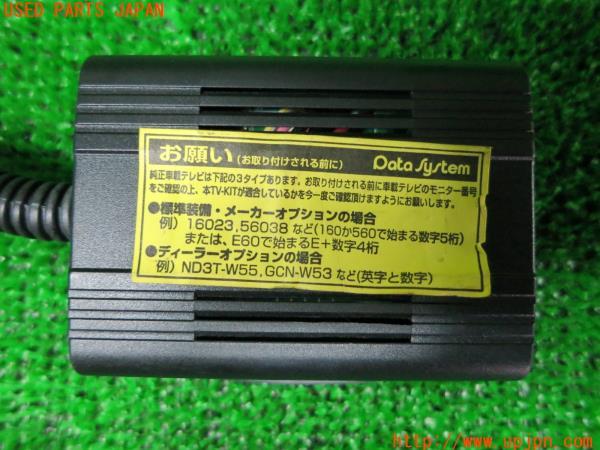 USED PARTS JAPAN
お願い(お取り付けされる前に) Data System
純正車載テレビは下記の3タイプあります。お取り付けされる前に車載テレビのモニター番号
をご確認の上、本TV-KITが適合しているかを今一度ご確認頂けますようにお願いします。
●標準装備・メーカーオプションの場合
例) 16023,56038 など(160か560で始まる数字5桁)
または、E60で始まるE+数字4桁
●ディーラーオプションの場合
例) ND3T-W55,GCN-W53 など(英字と数字)
http://www.upjpn.com